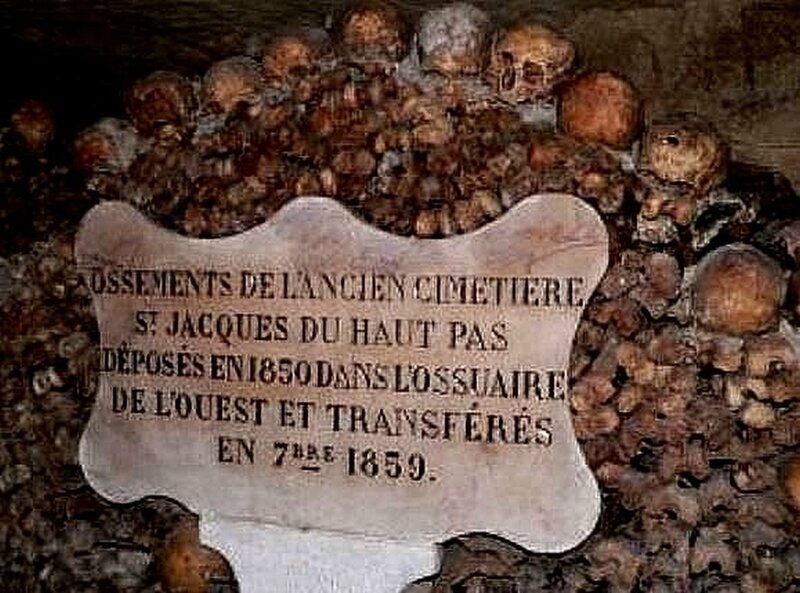 OSSEMENTS DE L'ANCIEN CIMETIERE
ST JACQUES DU HAUT PAS
DÉPOSÉS EN 1850 DANS L'OSSUAIRE
DE L'OUEST ET TRANSFÉRÉS
EN 7BRE 1859.